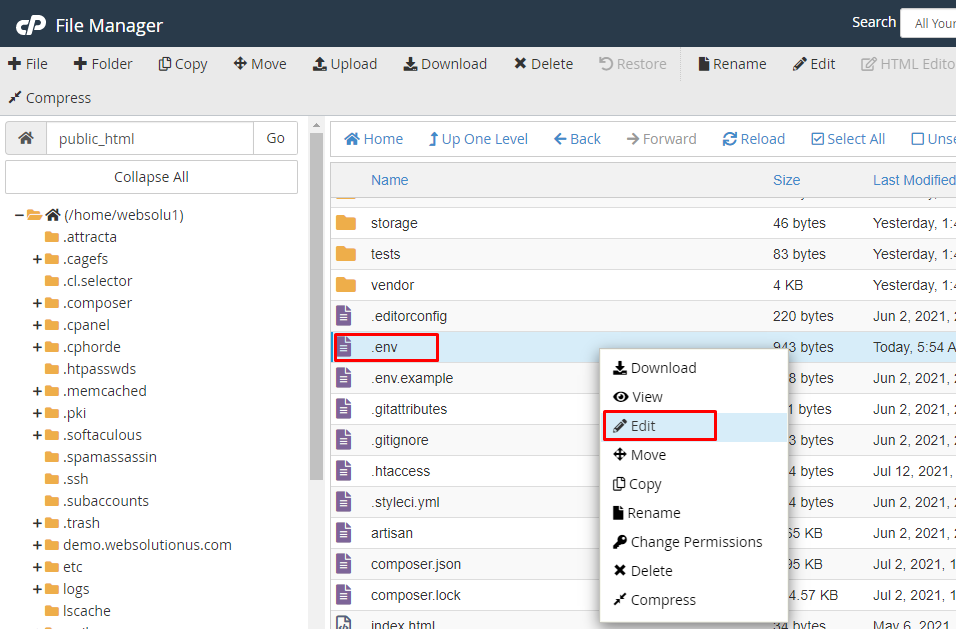 cP File Manager Search All Your
File Folder Copy Move Upload Download Delete Restore Rename Edit HTML Edito
Compress
public_html Go
Collapse All
(/home/websolu1)
.attracta
.cagefs
.cl.selector
.composer
.cpanel
.cphorde
.htpasswds
.memcached
.pki
.softaculous
.spamassassin
.ssh
.subaccounts
.trash
demo.websolutionus.com
etc
logs
lscache
Home Up One Level Back Forward Reload Select All Unse
Name Size Last Modified
storage 46 bytes Yesterday, 1:4
tests 83 bytes Yesterday, 1:4
vendor 4 KB Yesterday, 1:4
.editorconfig 220 bytes Jun 2, 2021,
.env 943 bytes Today, 5:54 A
.env.example 8 bytes Jun 2, 2021,
.gitattributes 1 bytes Jun 2, 2021,
.gitignore 3 bytes Jun 2, 2021,
.htaccess 4 bytes Jul 12, 2021,
.styleci.yml 4 bytes Jun 2, 2021,
artisan 65 KB Jun 2, 2021,
composer.json 95 KB Jul 2, 2021,
composer.lock 4.57 KB Jul 2, 2021,
index.html 34 bytes May 6, 2021,
Download
View
Edit
Move
Copy
Rename
Change Permissions
Delete
Compress